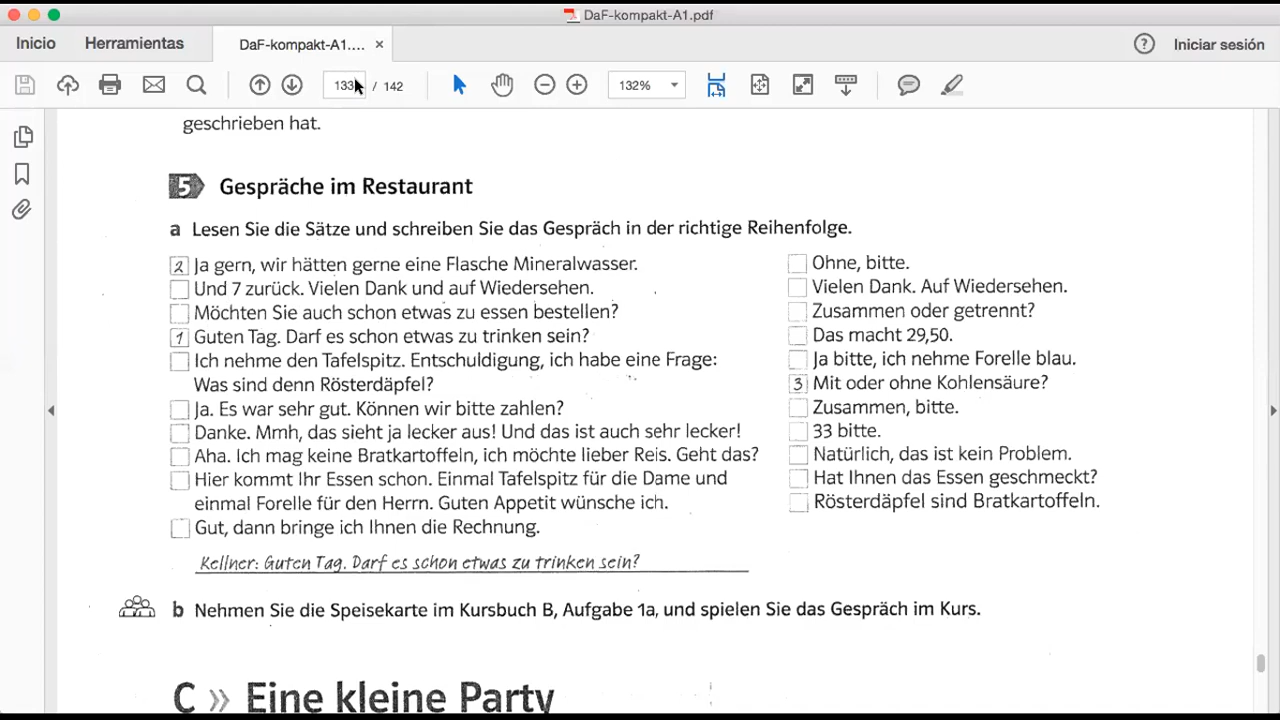 DaF-kompakt-A1.pdf
Inicio
Herramientas
DaF-kompakt-A1.... ×
? Iniciar sesión
133 / 142
132%
geschrieben hat.
5 Gespräche im Restaurant
a Lesen Sie die Sätze und schreiben Sie das Gespräch in der richtige Reihenfolge.
2 Ja gern, wir hätten gerne eine Flasche Mineralwasser.
Und 7 zurück. Vielen Dank und auf Wiedersehen.
Möchten Sie auch schon etwas zu essen bestellen?
1 Guten Tag. Darf es schon etwas zu trinken sein?
Ich nehme den Tafelspitz. Entschuldigung, ich habe eine Frage:
Was sind denn Rösterdäpfel?
Ja. Es war sehr gut. Können wir bitte zahlen?
Danke. Mmh, das sieht ja lecker aus! Und das ist auch sehr lecker!
Aha. Ich mag keine Bratkartoffeln, ich möchte lieber Reis. Geht das?
Hier kommt Ihr Essen schon. Einmal Tafelspitz für die Dame und
einmal Forelle für den Herrn. Guten Appetit wünsche ich.
Gut, dann bringe ich Ihnen die Rechnung.
Ohne, bitte.
Vielen Dank. Auf Wiedersehen.
Zusammen oder getrennt?
Das macht 29,50.
Ja bitte, ich nehme Forelle blau.
3 Mit oder ohne Kohlensäure?
Zusammen, bitte.
33 bitte.
Natürlich, das ist kein Problem.
Hat Ihnen das Essen geschmeckt?
Rösterdäpfel sind Bratkartoffeln.
Kellner: Guten Tag. Darf es schon etwas zu trinken sein?
b Nehmen Sie die Speisekarte im Kursbuch B, Aufgabe 1a, und spielen Sie das Gespräch im Kurs.
C » Eine kleine Party